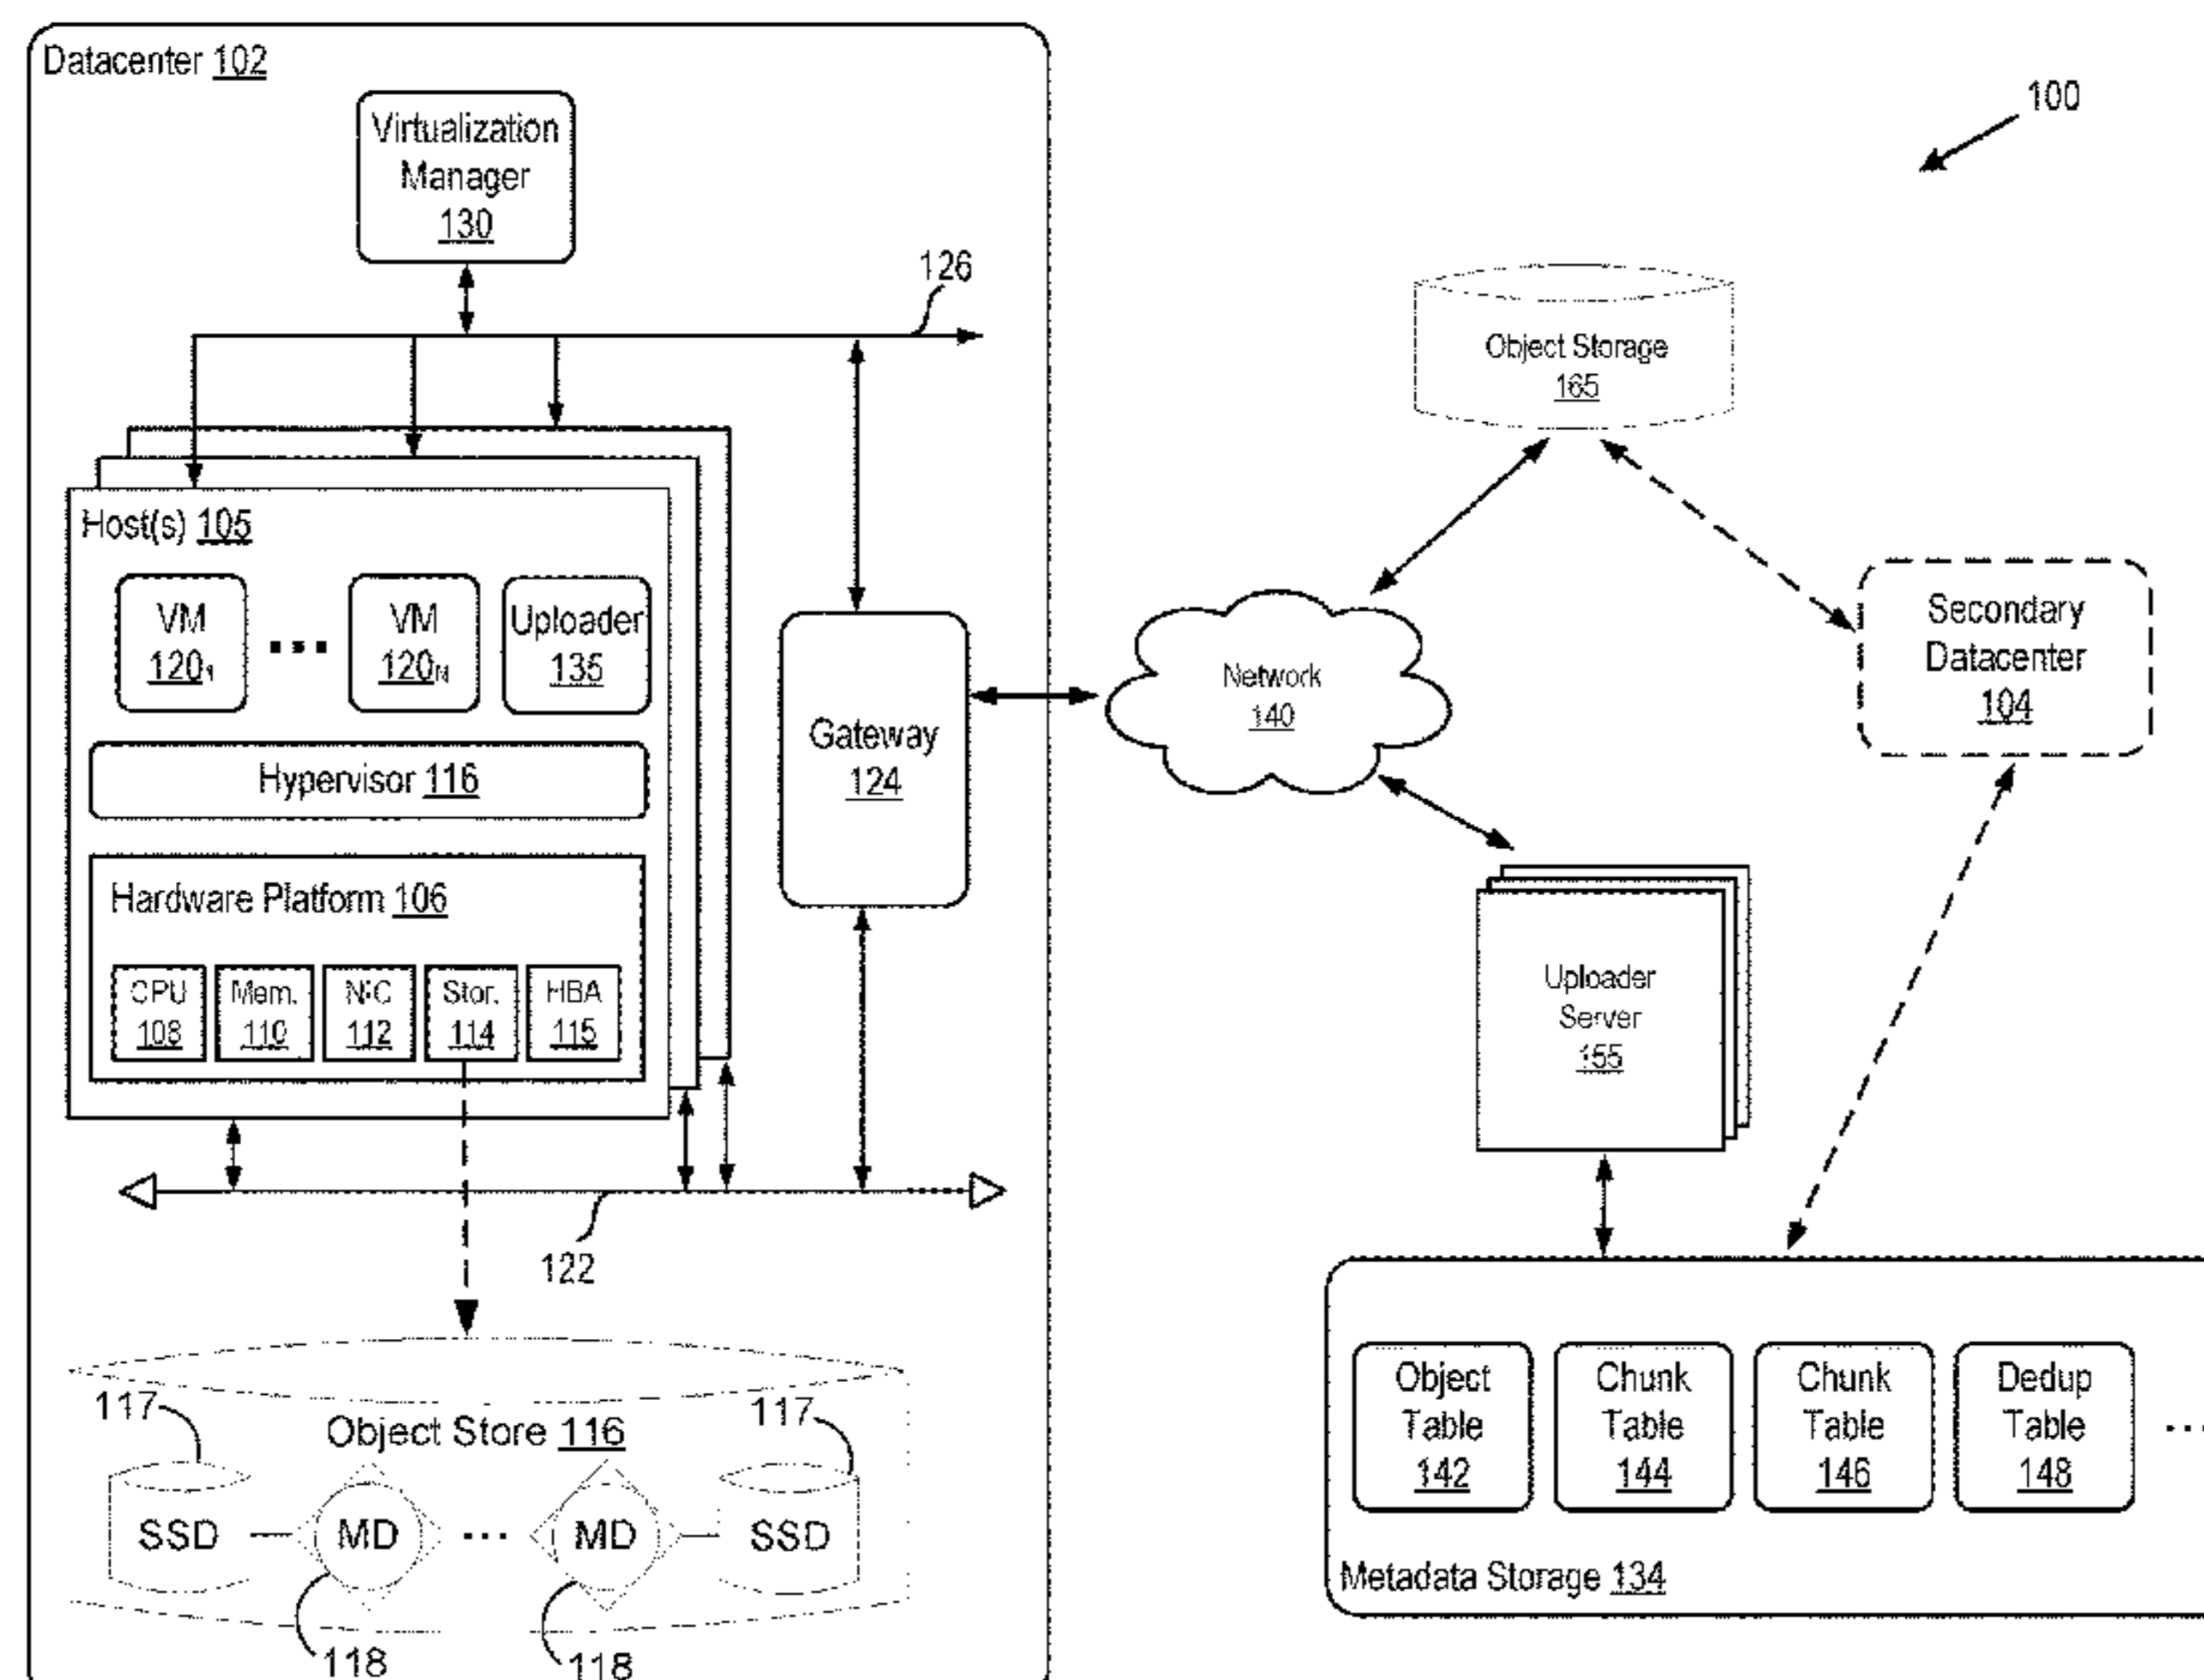 Datacenter 102
Virtualization
Manager
130
126
100
Object Storage
165
Host(s) 105
VM
120₁
VM
120N
Uploader
135
Hypervisor 116
Hardware Platform 106
CPU
108
Mem.
110
NIC
112
Stor.
114
HBA
115
Gateway
124
Network
140
Secondary
Datacenter
104
Uploader
Server
155
122
Object Store 116
117
117
SSD
MD
...
MD
SSD
118
118
Object
Table
142
Chunk
Table
144
Chunk
Table
146
Dedup
Table
148
...
Metadata Storage 134